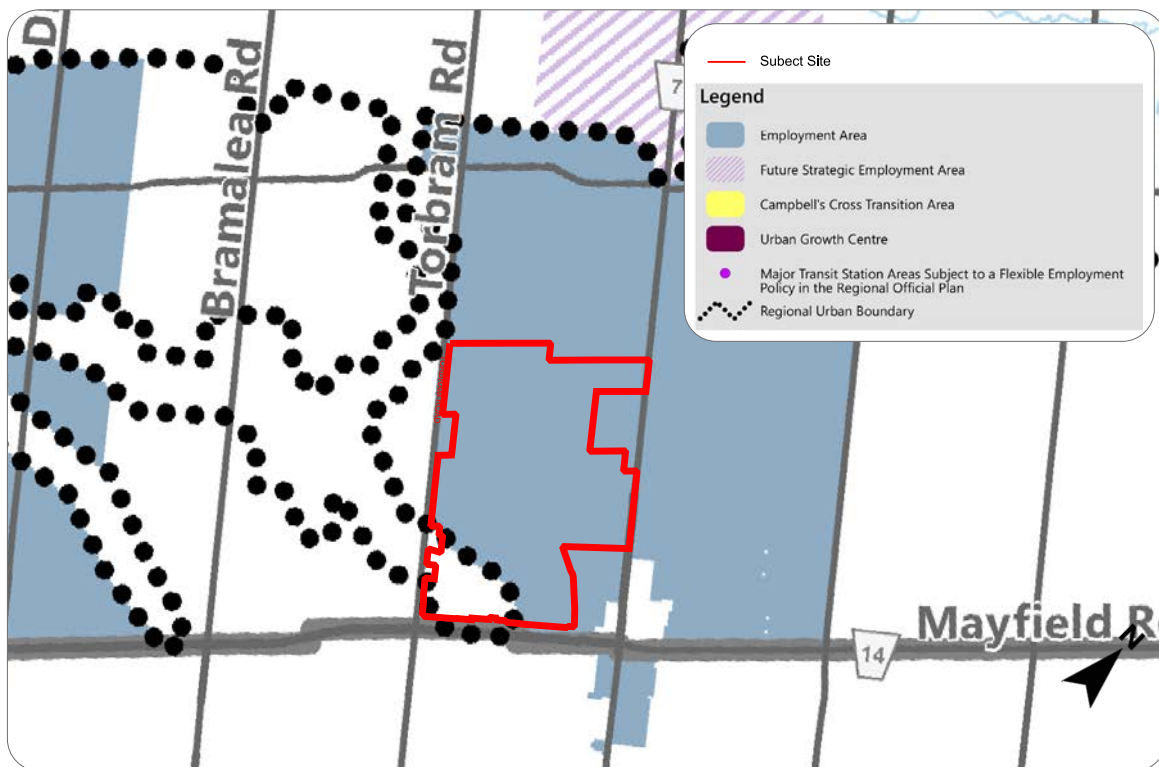 D
Bramalea Rd
Torbram Rd
7
Subect Site
Legend
Employment Area
Future Strategic Employment Area
Campbell's Cross Transition Area
Urban Growth Centre
Major Transit Station Areas Subject to a Flexible Employment
Policy in the Regional Official Plan
Regional Urban Boundary
Mayfield R
14
N